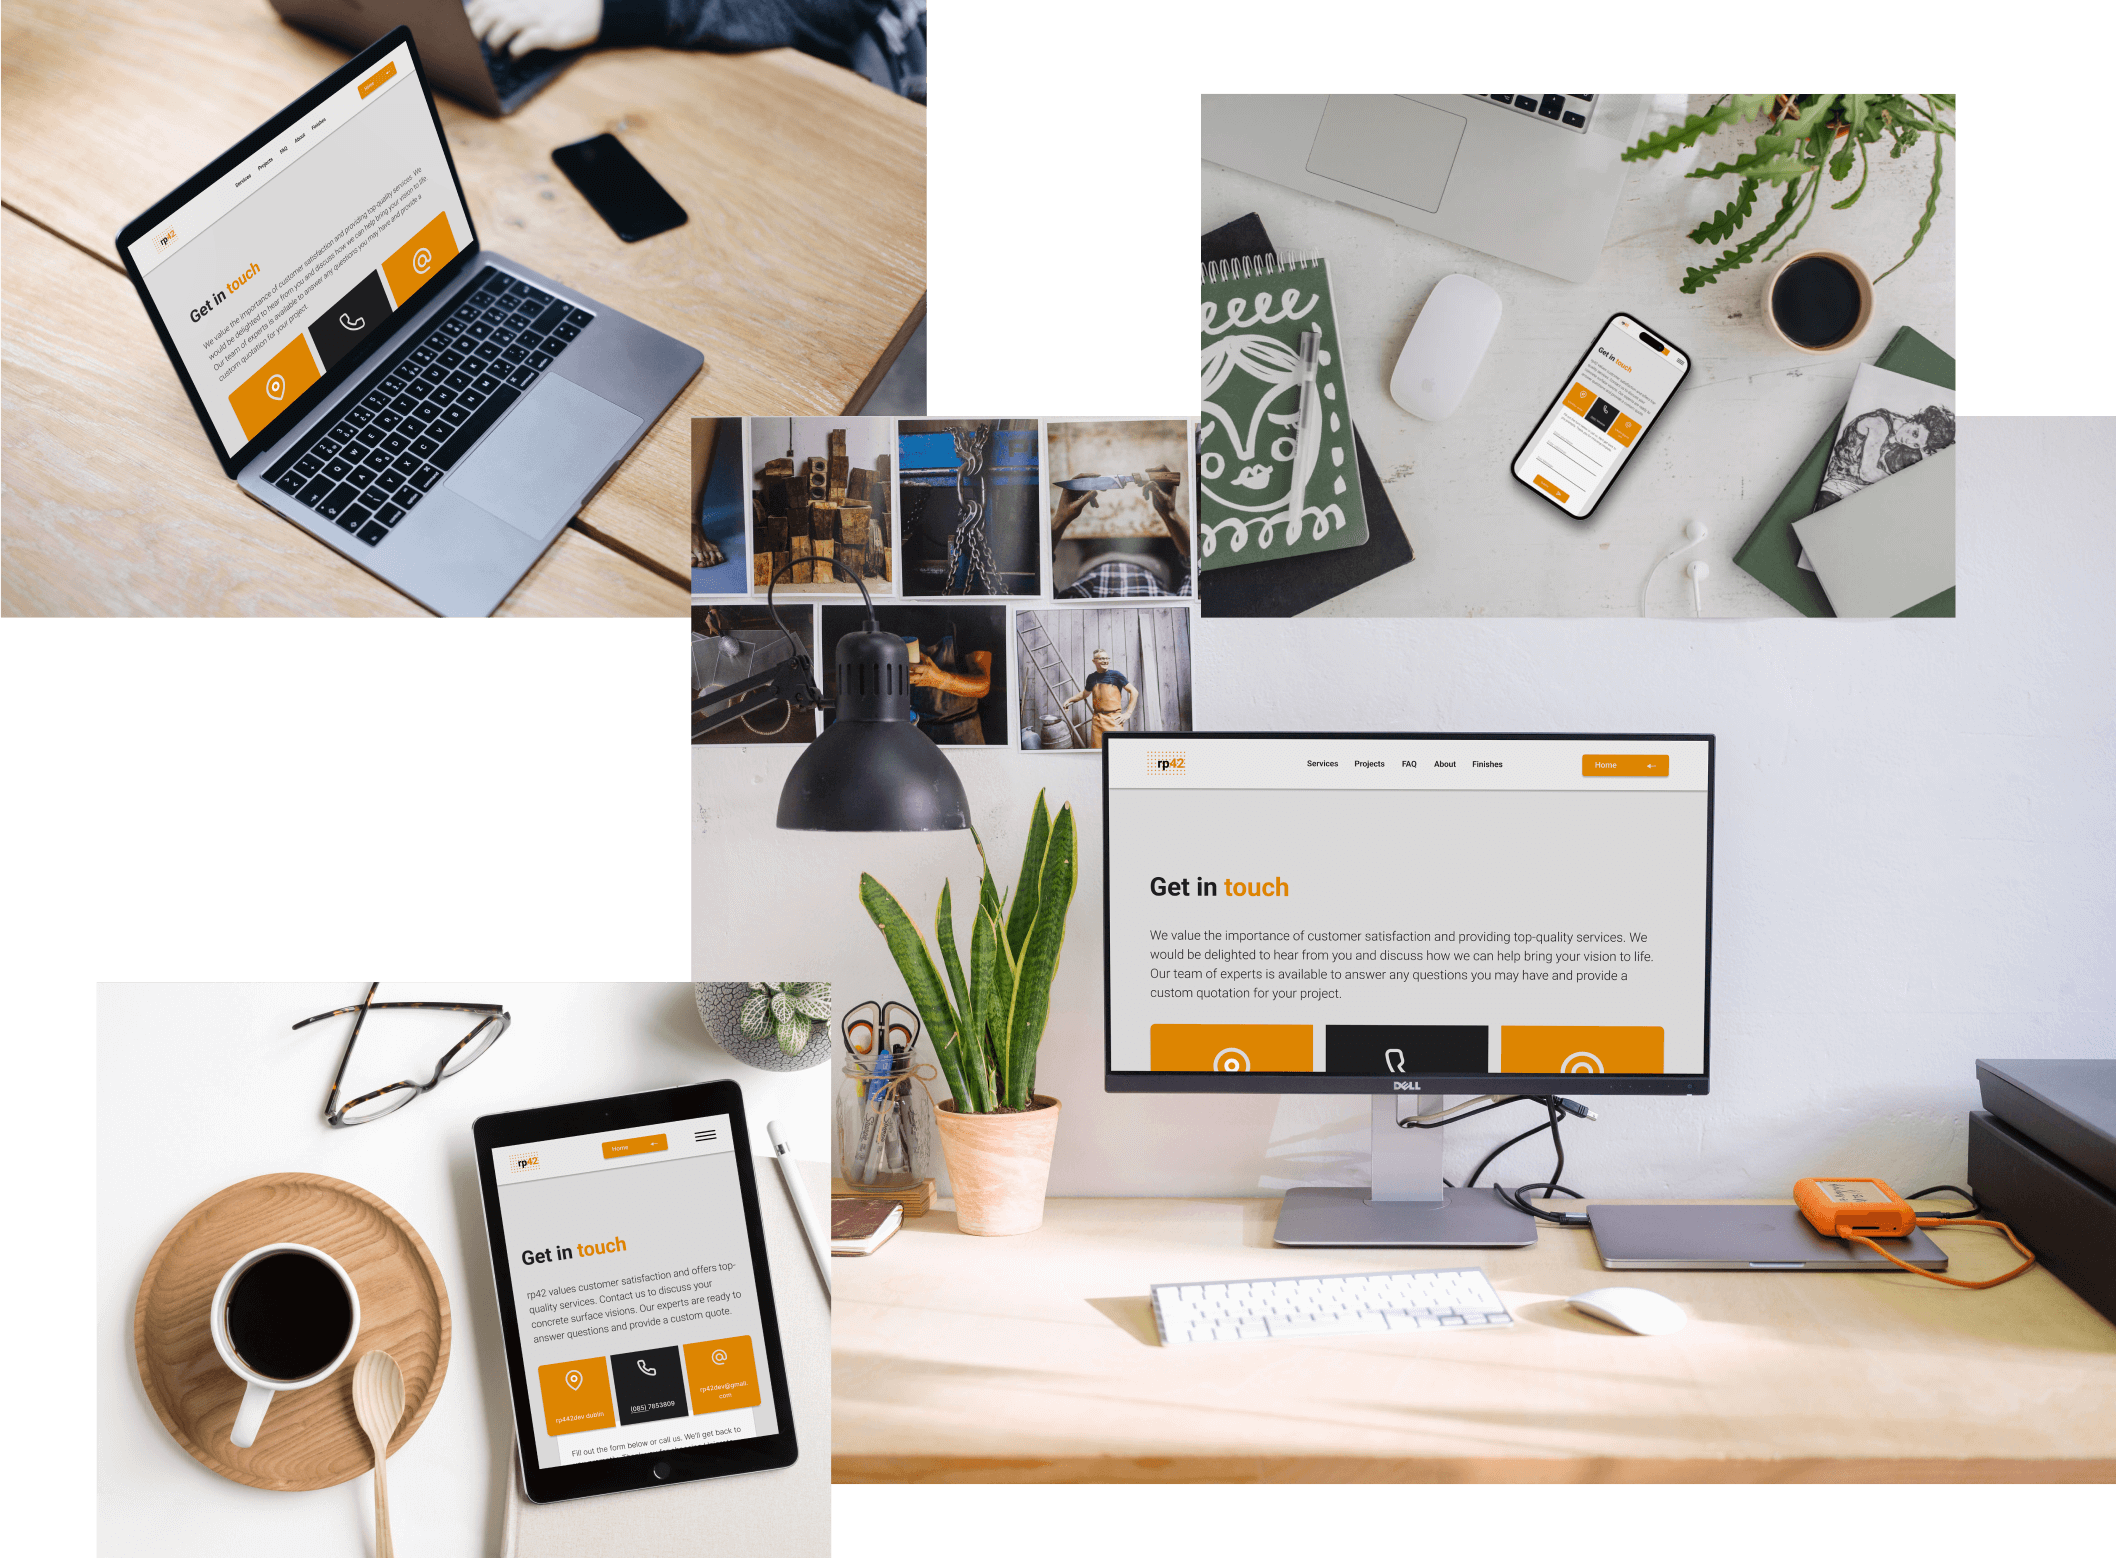 Home
Services Projects FAQ About Finishes
rp42
Get in touch
We value the importance of customer satisfaction and providing top-quality services. We
would be delighted to hear from you and discuss how we can help bring your vision to life.
Our team of experts is available to answer any questions you may have and provide a
custom quotation for your project.
Get in touch
rp42 Services Projects FAQ About Finishes Home
Get in touch
We value the importance of customer satisfaction and providing top-quality services. We
would be delighted to hear from you and discuss how we can help bring your vision to life.
Our team of experts is available to answer any questions you may have and provide a
custom quotation for your project.
DELL
rp42 Home
Get in touch
rp42 values customer satisfaction and offers top-
quality services. Contact us to discuss your
concrete surface visions. Our experts are ready to
answer questions and provide a custom quote.
rp442dev dublin
(085) 7853809
rp42dev@gmail.
com
Fill out the form below or call us. We'll get back to